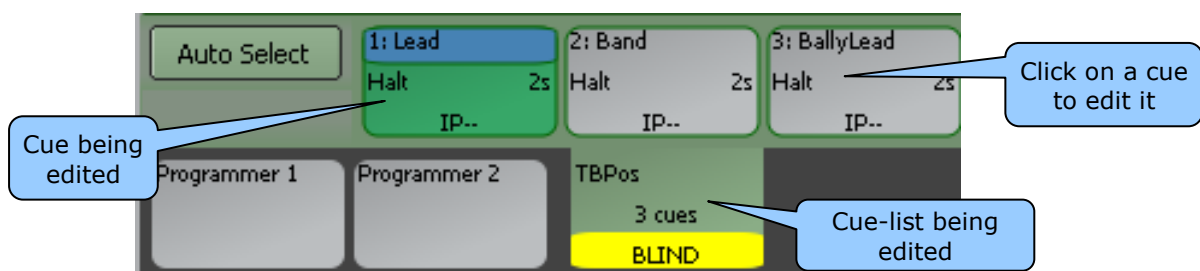 Auto Select
1: Lead
Halt 2s
IP--
2: Band
Halt 2s
IP--
3: BallyLead
Halt 2s
IP--
Click on a cue
to edit it
Cue being
edited
Programmer 1
Programmer 2
TBPos
3 cues
BLIND
Cue-list being
edited